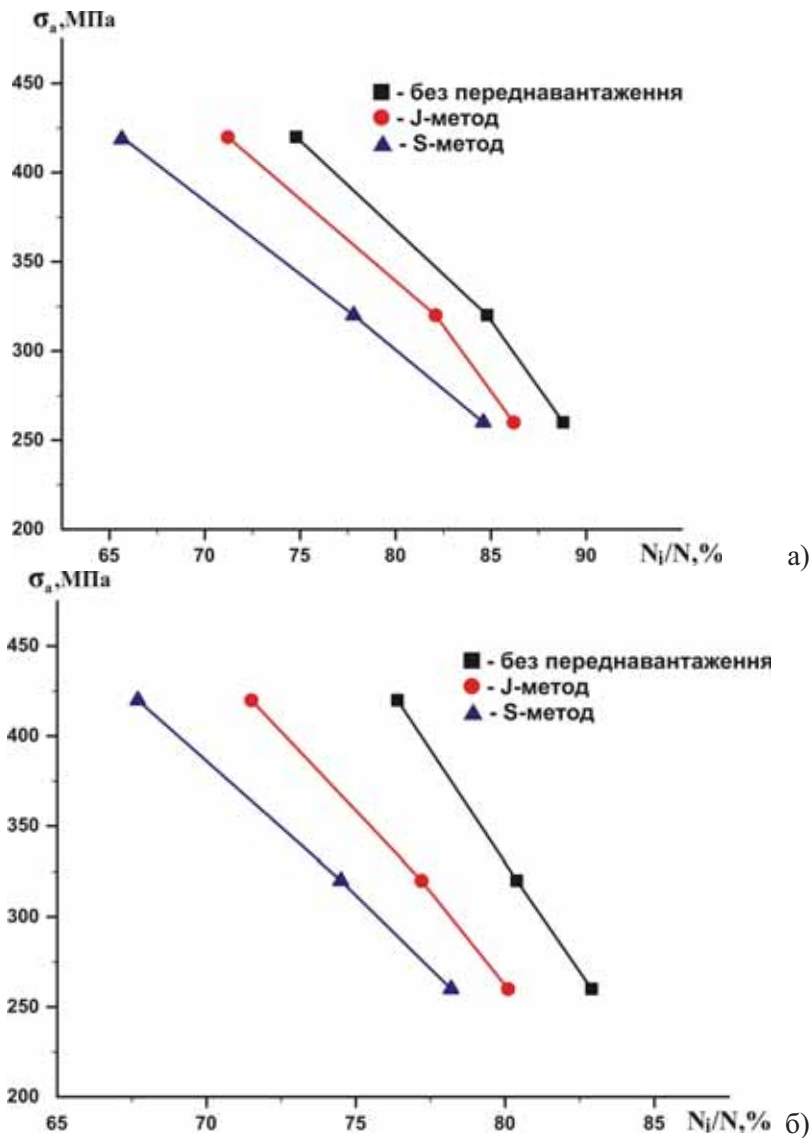 σₐ,МПа
450
400
350
300
250
200
- без переднавантаження
- J-метод
- S-метод
65 70 75 80 85 90 Nᵢ/N,%
а)
σₐ,МПа
450
400
350
300
250
200
- без переднавантаження
- J-метод
- S-метод
65 70 75 80 85 Nᵢ/N,%
б)